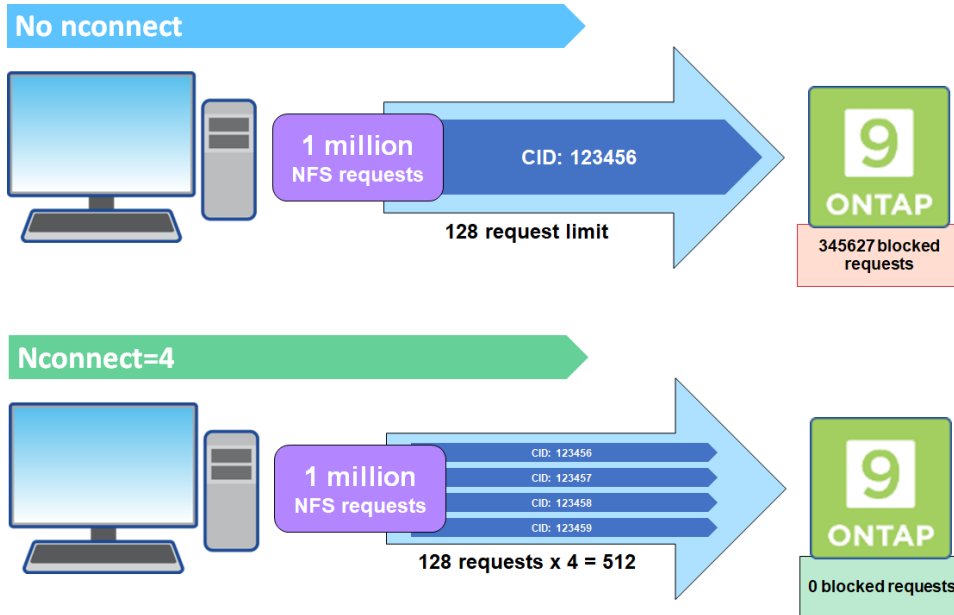 No nconnect
1 million
NFS requests
CID: 123456
128 request limit
9
ONTAP
345627 blocked
requests
Nconnect=4
1 million
NFS requests
CID: 123456
CID: 123457
CID: 123458
CID: 123459
128 requests x 4 = 512
9
ONTAP
0 blocked requests